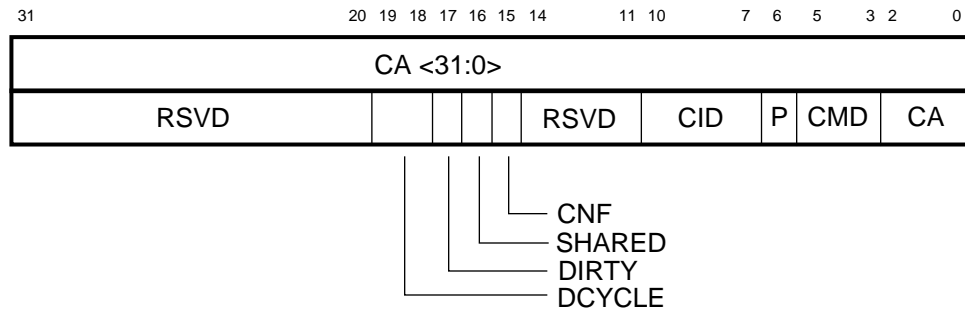 31 20 19 18 17 16 15 14 11 10 7 6 5 3 2 0
CA <31:0>
RSVD RSVD CID P CMD CA
CNF
SHARED
DIRTY
DCYCLE